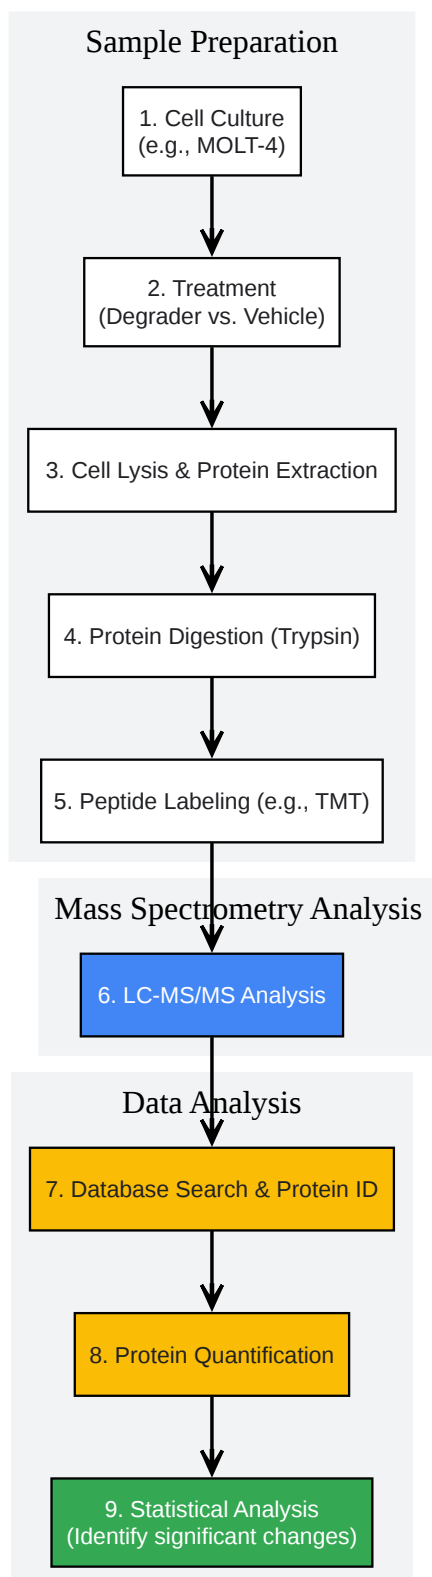 Sample Preparation
1. Cell Culture
(e.g., MOLT-4)
2. Treatment
(Degrader vs. Vehicle)
3. Cell Lysis & Protein Extraction
4. Protein Digestion (Trypsin)
5. Peptide Labeling (e.g., TMT)
Mass Spectrometry Analysis
6. LC-MS/MS Analysis
Data Analysis
7. Database Search & Protein ID
8. Protein Quantification
9. Statistical Analysis
(Identify significant changes)